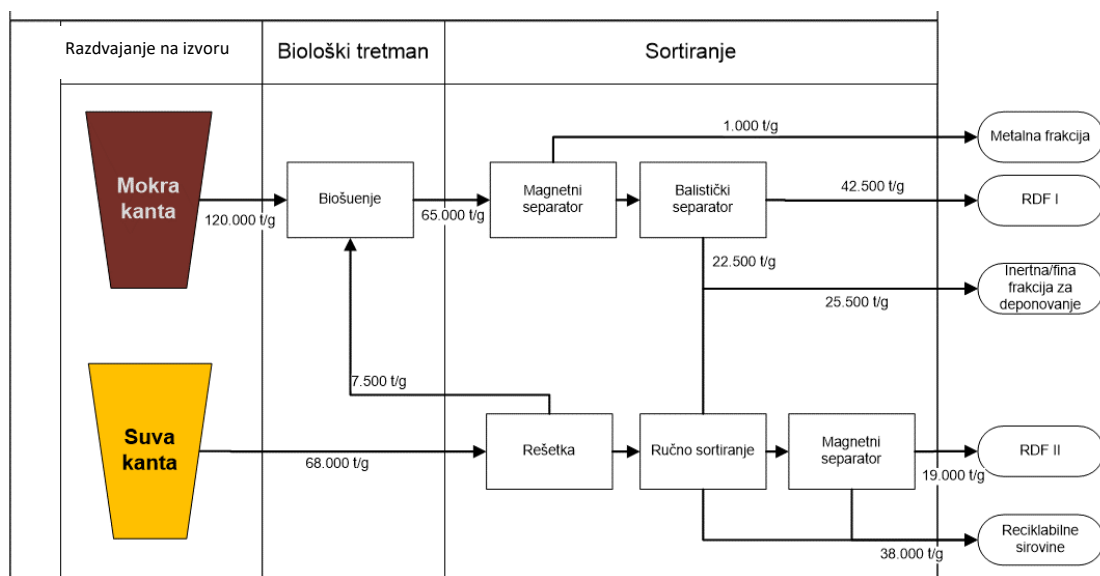 Razdvajanje na izvoru
Biološki tretman
Sortiranje
1.000 t/g
Metalna frakcija
Mokra
kanta
120.000 t/g
Biošuenje
65.000 t/g
Magnetni
separator
Balistički
separator
42.500 t/g
RDF I
22.500 t/g
25.500 t/g
Inertna/fina
frakcija za
deponovanje
7.500 t/g
Suva
kanta
68.000 t/g
Rešetka
Ručno sortiranje
Magnetni
separator
19.000 t/g
RDF II
38.000 t/g
Reciklabilne
sirovine